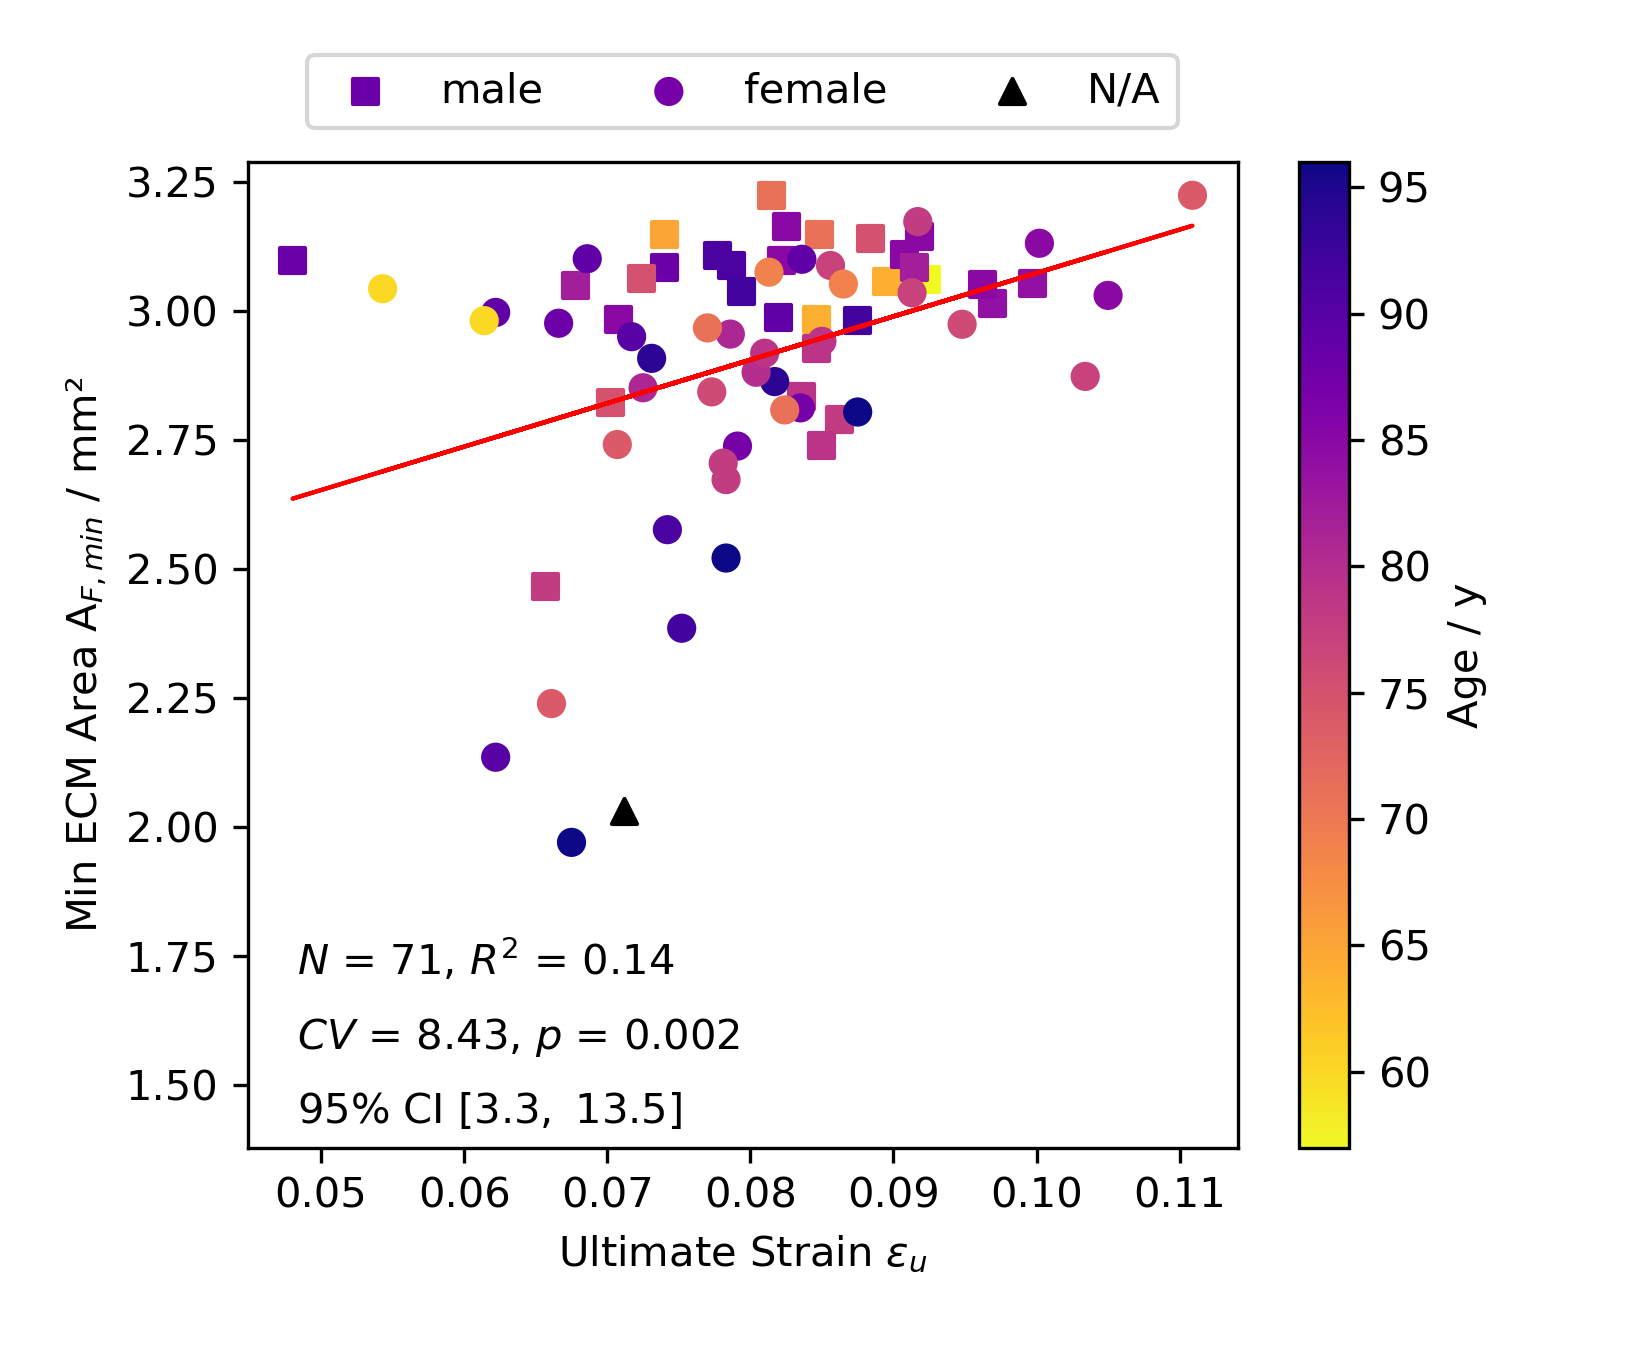 male female N/A
3.25
3.00
2.75
2.50
2.25
2.00
1.75
1.50
Min ECM Area A_{F,min} / mm²
N = 71, R² = 0.14
CV = 8.43, p = 0.002
95% CI [3.3, 13.5]
0.05 0.06 0.07 0.08 0.09 0.10 0.11
Ultimate Strain ε_u
95
90
85
80
75
70
65
60
Age / y